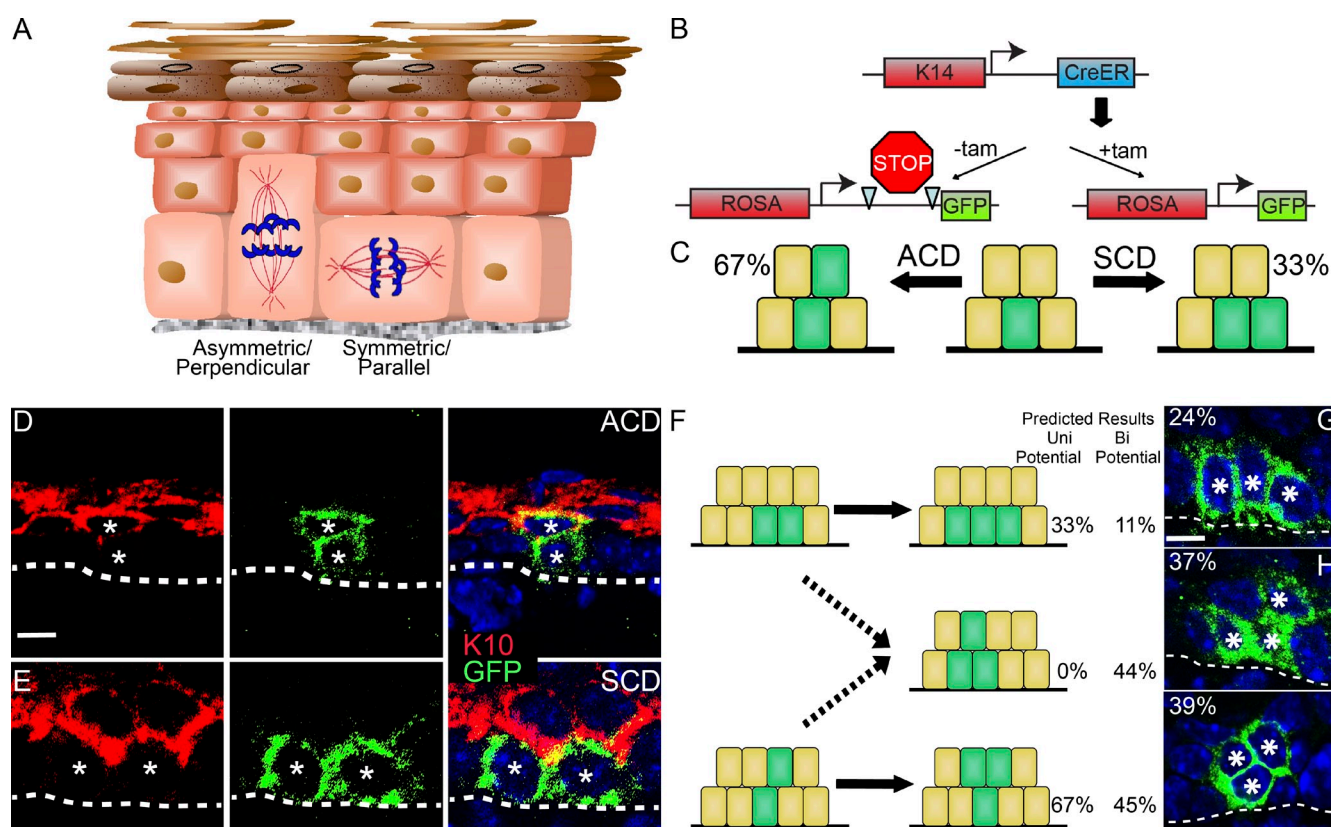 A
Asymmetric/
Perpendicular
Symmetric/
Parallel
B
K14
CreER
-tam
+tam
STOP
ROSA
GFP
ROSA
GFP
C
67%
ACD
SCD
33%
D
ACD
K10
GFP
E
SCD
F
Predicted Results
Uni Bi
Potential Potential
33% 11%
0% 44%
67% 45%
24%
G
37%
H
39%